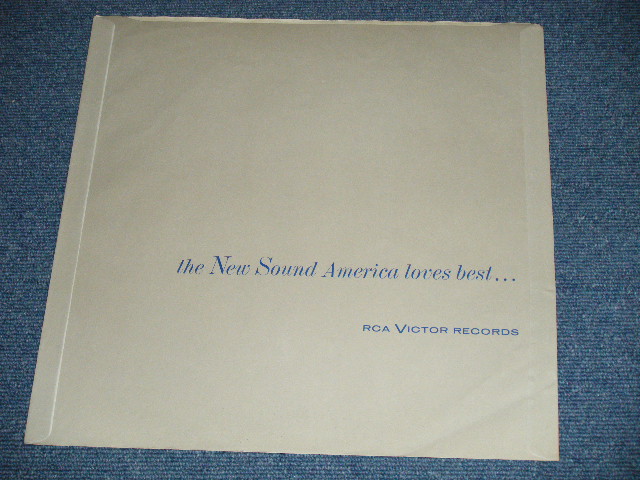 the New Sound America loves best...
RCA VICTOR RECORDS